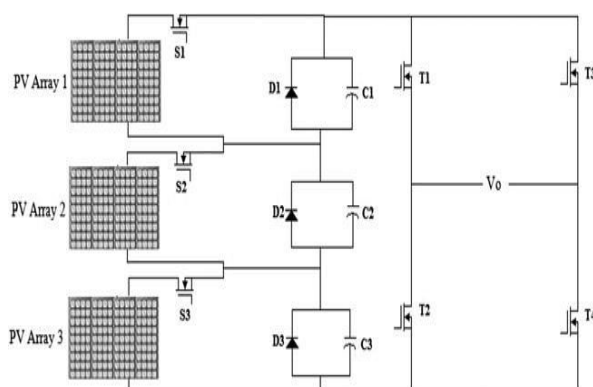 S1
PV Array 1
D1
C1
T1
T3
S2
PV Array 2
D2
C2
Vo
S3
PV Array 3
D3
C3
T2
T4